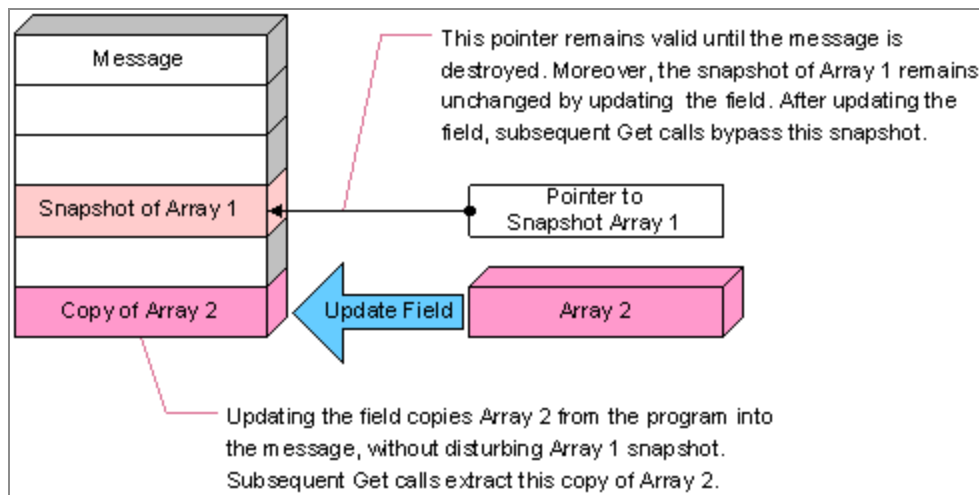 Message
This pointer remains valid until the message is
destroyed. Moreover, the snapshot of Array 1 remains
unchanged by updating the field. After updating the
field, subsequent Get calls bypass this snapshot.
Snapshot of Array 1
Pointer to
Snapshot Array 1
Copy of Array 2
Update Field
Array 2
Updating the field copies Array 2 from the program into
the message, without disturbing Array 1 snapshot.
Subsequent Get calls extract this copy of Array 2.